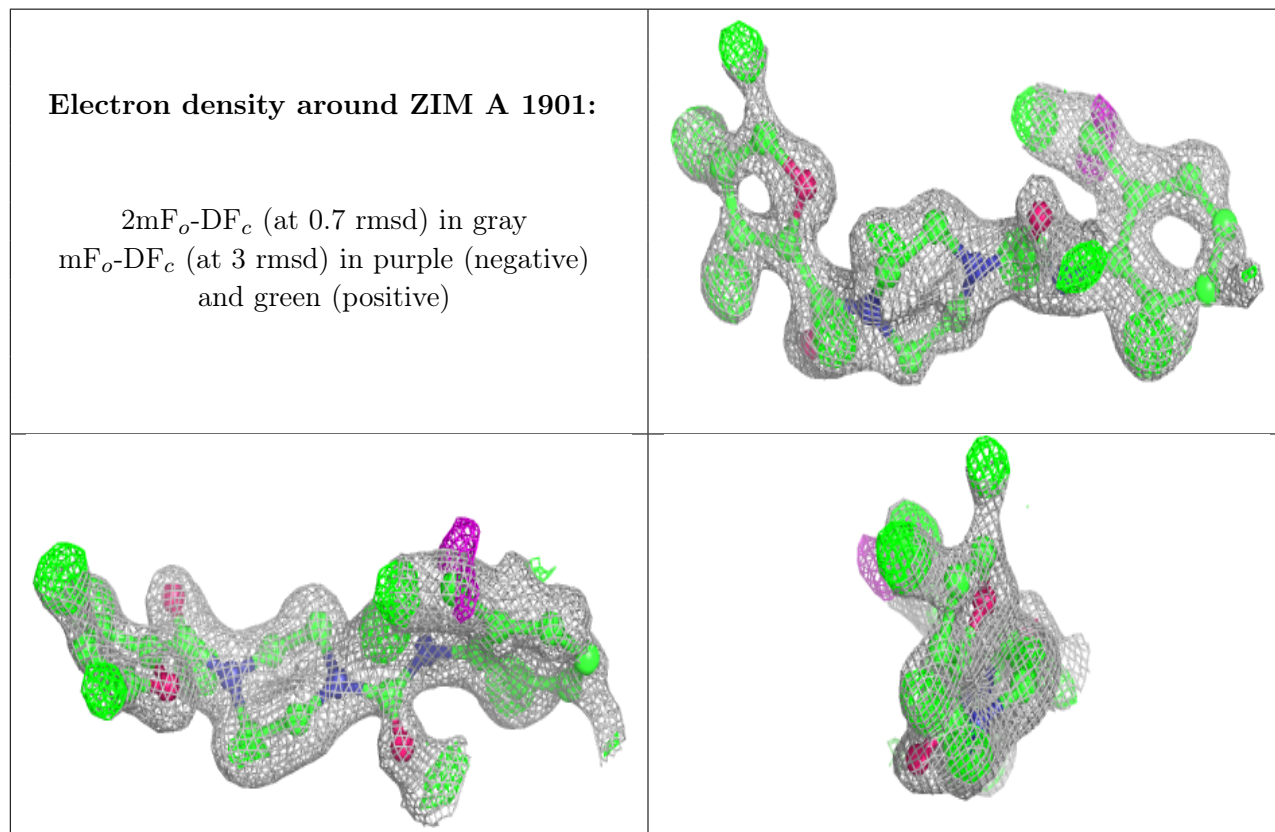 Electron density around ZIM A 1901:
2mFo-DFc (at 0.7 rmsd) in gray
mFo-DFc (at 3 rmsd) in purple (negative)
and green (positive)